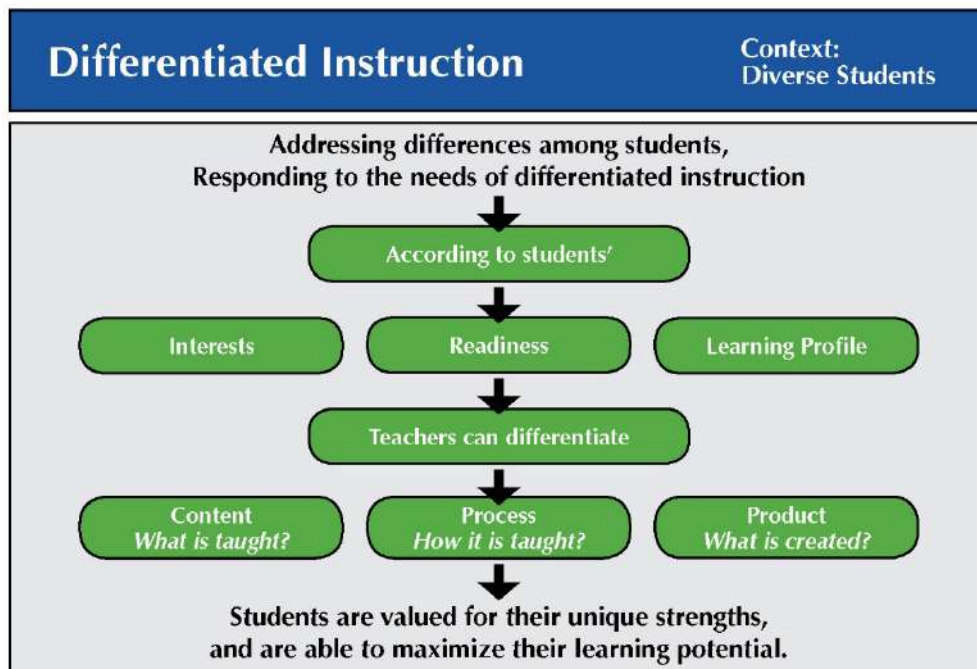 Differentiated Instruction
Context:
Diverse Students
Addressing differences among students,
Responding to the needs of differentiated instruction
According to students'
Interests
Readiness
Learning Profile
Teachers can differentiate
Content
What is taught?
Process
How it is taught?
Product
What is created?
Students are valued for their unique strengths,
and are able to maximize their learning potential.